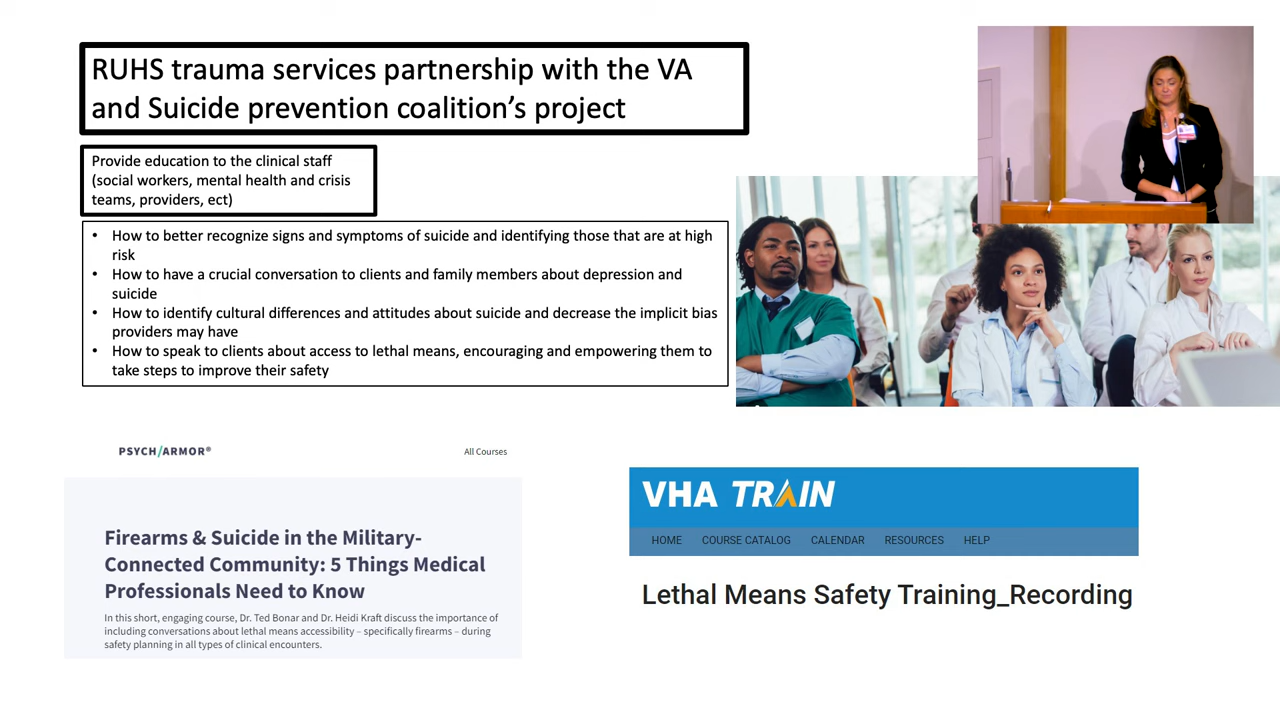 RUHS trauma services partnership with the VA
and Suicide prevention coalition's project
Provide education to the clinical staff
(social workers, mental health and crisis
teams, providers, ect)
• How to better recognize signs and symptoms of suicide and identifying those that are at high
risk
• How to have a crucial conversation to clients and family members about depression and
suicide
• How to identify cultural differences and attitudes about suicide and decrease the implicit bias
providers may have
• How to speak to clients about access to lethal means, encouraging and empowering them to
take steps to improve their safety
PSYCH/ARMOR® All Courses
Firearms & Suicide in the Military-
Connected Community: 5 Things Medical
Professionals Need to Know
In this short, engaging course, Dr. Ted Bonar and Dr. Heidi Kraft discuss the importance of
including conversations about lethal means accessibility – specifically firearms – during
safety planning in all types of clinical encounters.
VHA TRAIN
HOME COURSE CATALOG CALENDAR RESOURCES HELP
Lethal Means Safety Training_Recording